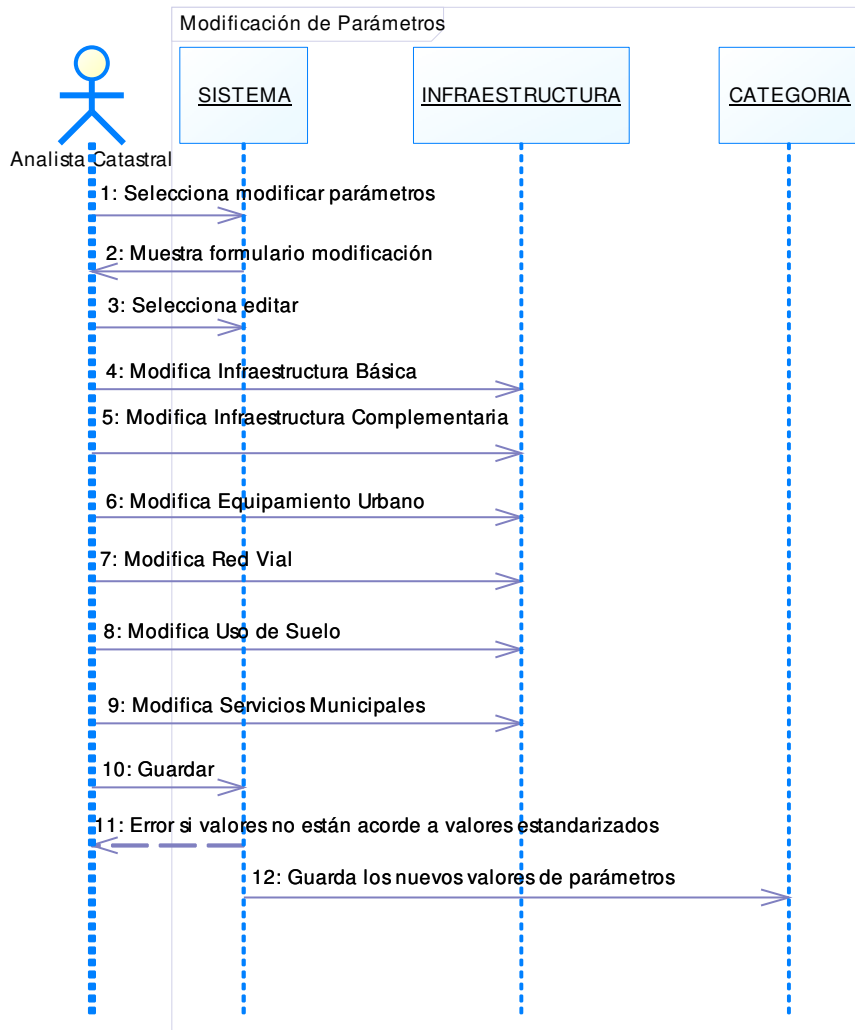 Modificación de Parámetros
SISTEMA
INFRAESTRUCTURA
CATEGORIA
Analista Catastral
1: Selecciona modificar parámetros
2: Muestra formulario modificación
3: Selecciona editar
4: Modifica Infraestructura Básica
5: Modifica Infraestructura Complementaria
6: Modifica Equipamiento Urbano
7: Modifica Red Vial
8: Modifica Uso de Suelo
9: Modifica Servicios Municipales
10: Guardar
11: Error si valores no están acorde a valores estandarizados
12: Guarda los nuevos valores de parámetros